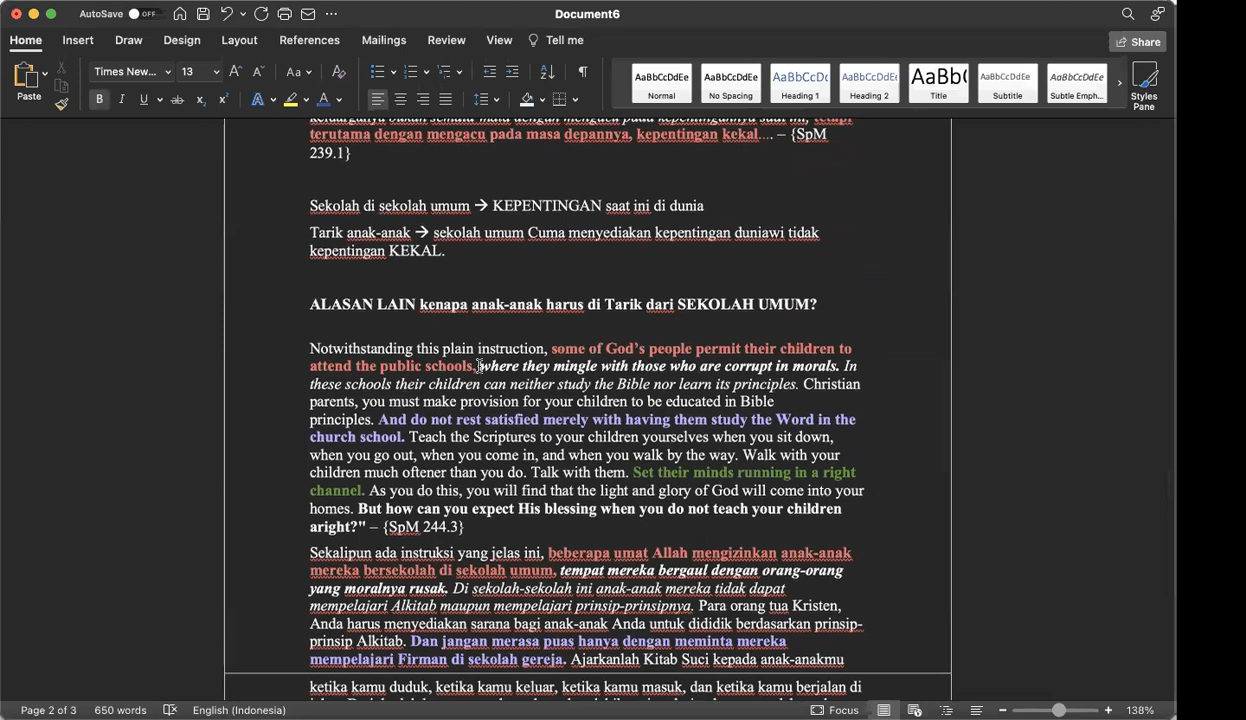 AutoSave OFF Document6
Home Insert Draw Design Layout References Mailings Review View Tell me Share
Paste Times New... 13 Aa AaBbCcDdEe AaBbCcDdEe AaBbCcDc AaBbCcDdEe AaBb( AaBbCcDdEe AaBbCcDdEe
B I U ab x₂ x² A A Normal No Spacing Heading 1 Heading 2 Title Subtitle Subtle Emph... Styles Pane
terutama dengan mengacu pada masa depannya, kepentingan kekal.... – {SpM
239.1}
Sekolah di sekolah umum → KEPENTINGAN saat ini di dunia
Tarik anak-anak → sekolah umum Cuma menyediakan kepentingan duniawi tidak
kepentingan KEKAL.
ALASAN LAIN kenapa anak-anak harus di Tarik dari SEKOLAH UMUM?
Notwithstanding this plain instruction, some of God's people permit their children to
attend the public schools, where they mingle with those who are corrupt in morals. In
these schools their children can neither study the Bible nor learn its principles. Christian
parents, you must make provision for your children to be educated in Bible
principles. And do not rest satisfied merely with having them study the Word in the
church school. Teach the Scriptures to your children yourselves when you sit down,
when you go out, when you come in, and when you walk by the way. Walk with your
children much oftener than you do. Talk with them. Set their minds running in a right
channel. As you do this, you will find that the light and glory of God will come into your
homes. But how can you expect His blessing when you do not teach your children
aright?" – {SpM 244.3}
Sekalipun ada instruksi yang jelas ini, beberapa umat Allah mengizinkan anak-anak
mereka bersekolah di sekolah umum, tempat mereka bergaul dengan orang-orang
yang moralnya rusak. Di sekolah-sekolah ini anak-anak mereka tidak dapat
mempelajari Alkitab maupun mempelajari prinsip-prinsipnya. Para orang tua Kristen,
Anda harus menyediakan sarana bagi anak-anak Anda untuk dididik berdasarkan prinsip-
prinsip Alkitab. Dan jangan merasa puas hanya dengan meminta mereka
mempelajari Firman di sekolah gereja. Ajarkanlah Kitab Suci kepada anak-anakmu
ketika kamu duduk, ketika kamu keluar, ketika kamu masuk, dan ketika kamu berjalan di
Page 2 of 3 650 words English (Indonesia) Focus 138%